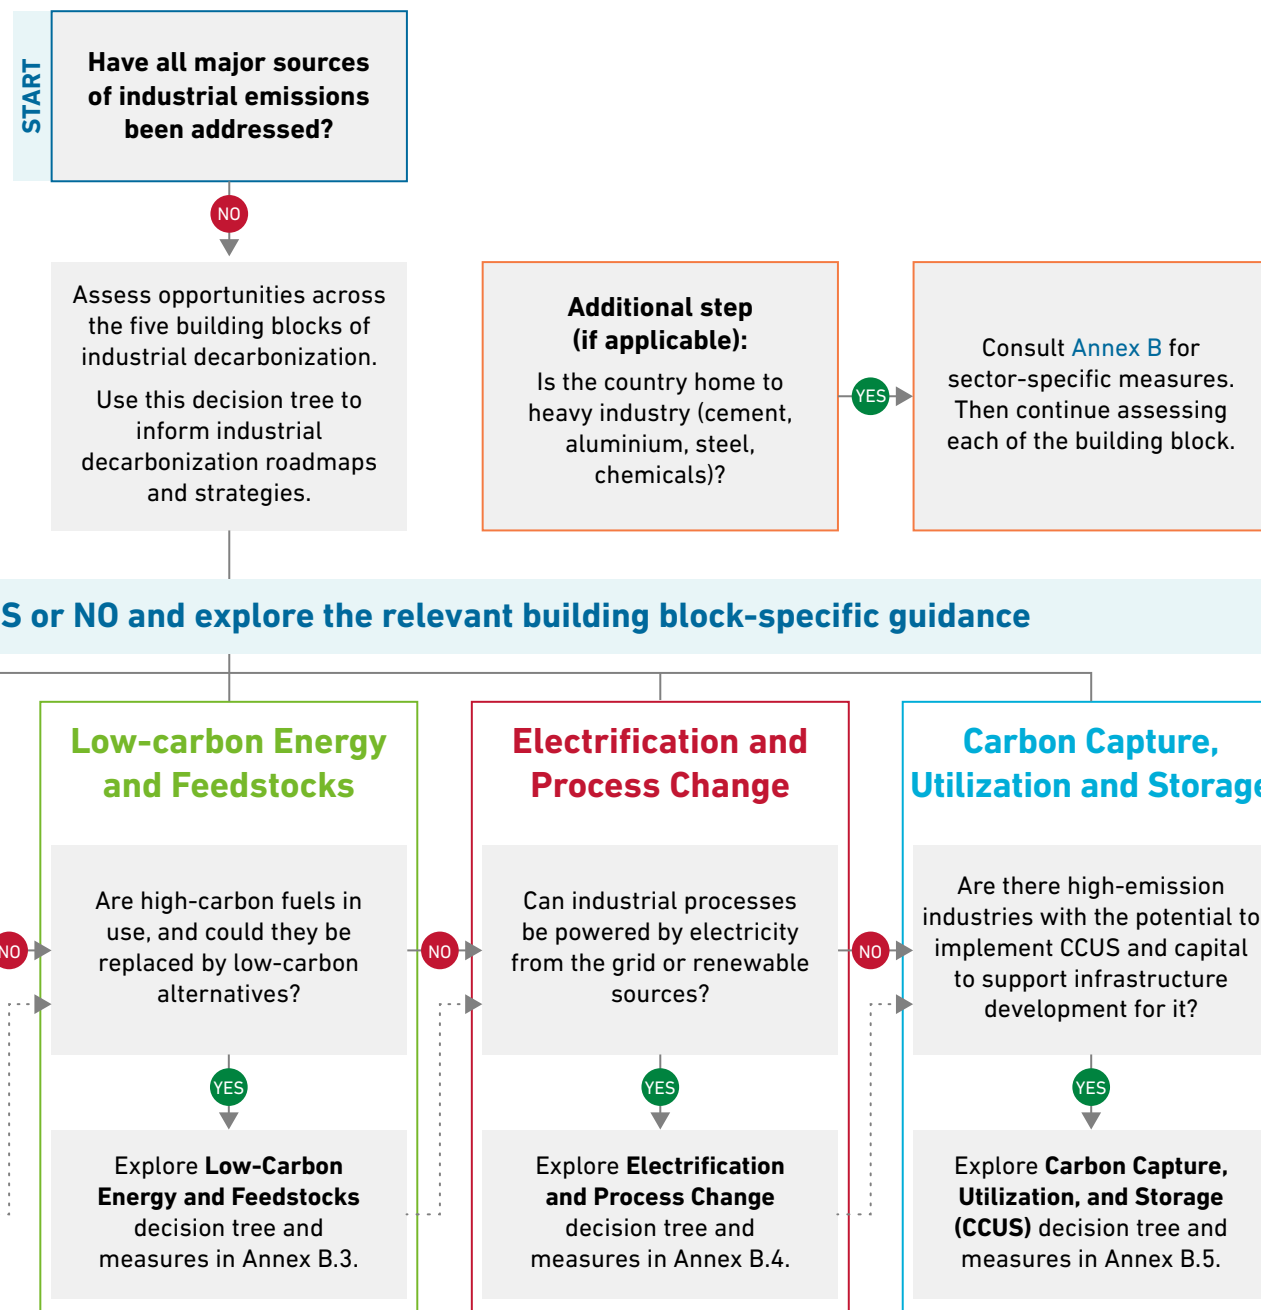 START
Have all major sources
of industrial emissions
been addressed?
NO
Assess opportunities across
the five building blocks of
industrial decarbonization.
Use this decision tree to
inform industrial
decarbonization roadmaps
and strategies.
Additional step
(if applicable):
Is the country home to
heavy industry (cement,
aluminium, steel,
chemicals)?
YES
Consult Annex B for
sector-specific measures.
Then continue assessing
each of the building block.
S or NO and explore the relevant building block-specific guidance
Low-carbon Energy
and Feedstocks
NO
Are high-carbon fuels in
use, and could they be
replaced by low-carbon
alternatives?
YES
Explore Low-Carbon
Energy and Feedstocks
decision tree and
measures in Annex B.3.
Electrification and
Process Change
NO
Can industrial processes
be powered by electricity
from the grid or renewable
sources?
YES
Explore Electrification
and Process Change
decision tree and
measures in Annex B.4.
Carbon Capture,
Utilization and Storage
NO
Are there high-emission
industries with the potential to
implement CCUS and capital
to support infrastructure
development for it?
YES
Explore Carbon Capture,
Utilization, and Storage
(CCUS) decision tree and
measures in Annex B.5.